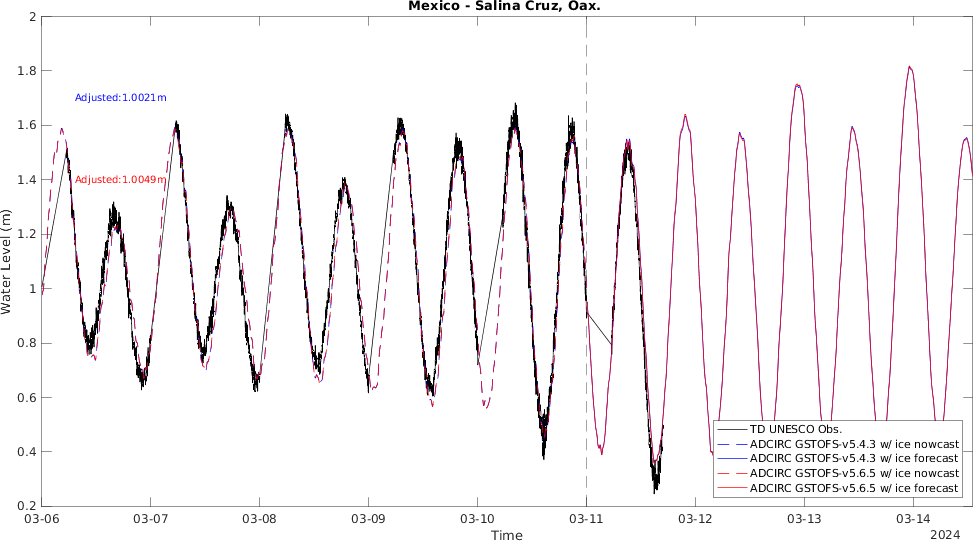 Mexico - Salina Cruz, Oax.
2
1.8
1.6
1.4
1.2
1
0.8
0.6
0.4
0.2
Water Level (m)
Adjusted:1.0021m
Adjusted:1.0049m
TD UNESCO Obs.
ADCIRC GSTOFS-v5.4.3 w/ ice nowcast
ADCIRC GSTOFS-v5.4.3 w/ ice forecast
ADCIRC GSTOFS-v5.6.5 w/ ice nowcast
ADCIRC GSTOFS-v5.6.5 w/ ice forecast
03-06 03-07 03-08 03-09 03-10 03-11 03-12 03-13 03-14
Time
2024